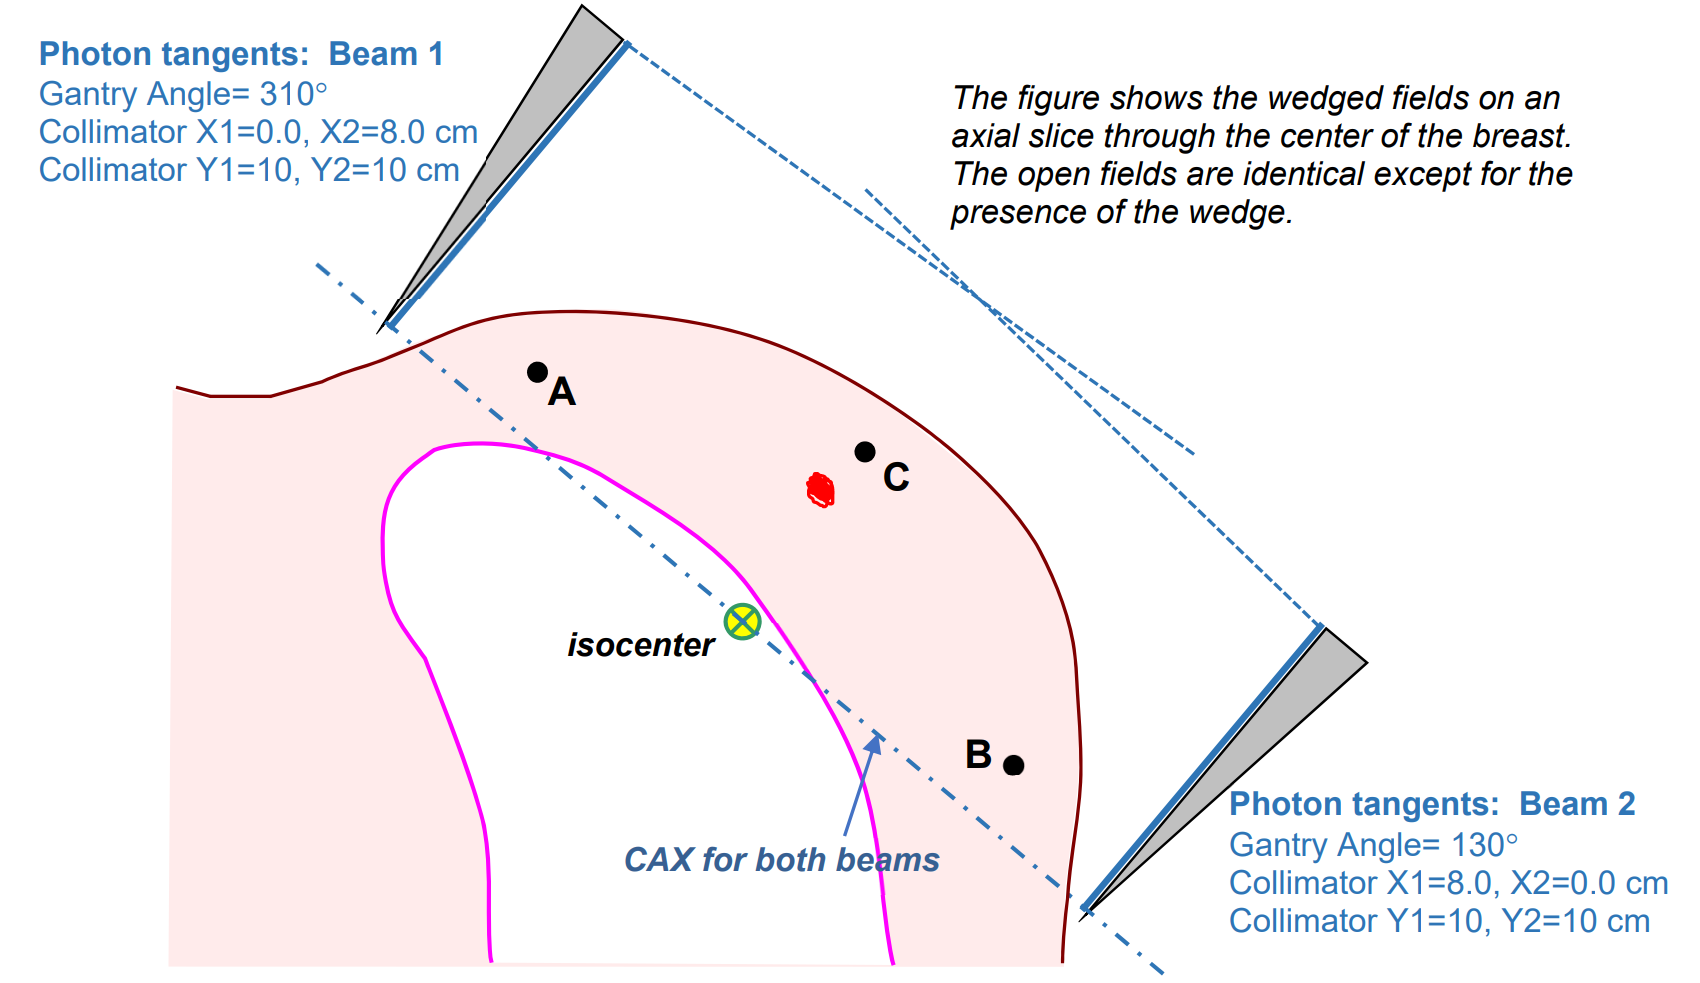 Photon tangents:  Beam 1
Gantry Angle= 310°
Collimator X1=0.0, X2=8.0 cm
Collimator Y1=10, Y2=10 cm
The figure shows the wedged fields on an
axial slice through the center of the breast.
The open fields are identical except for the
presence of the wedge.
A
C
isocenter
B
CAX for both beams
Photon tangents:  Beam 2
Gantry Angle= 130°
Collimator X1=8.0, X2=0.0 cm
Collimator Y1=10, Y2=10 cm